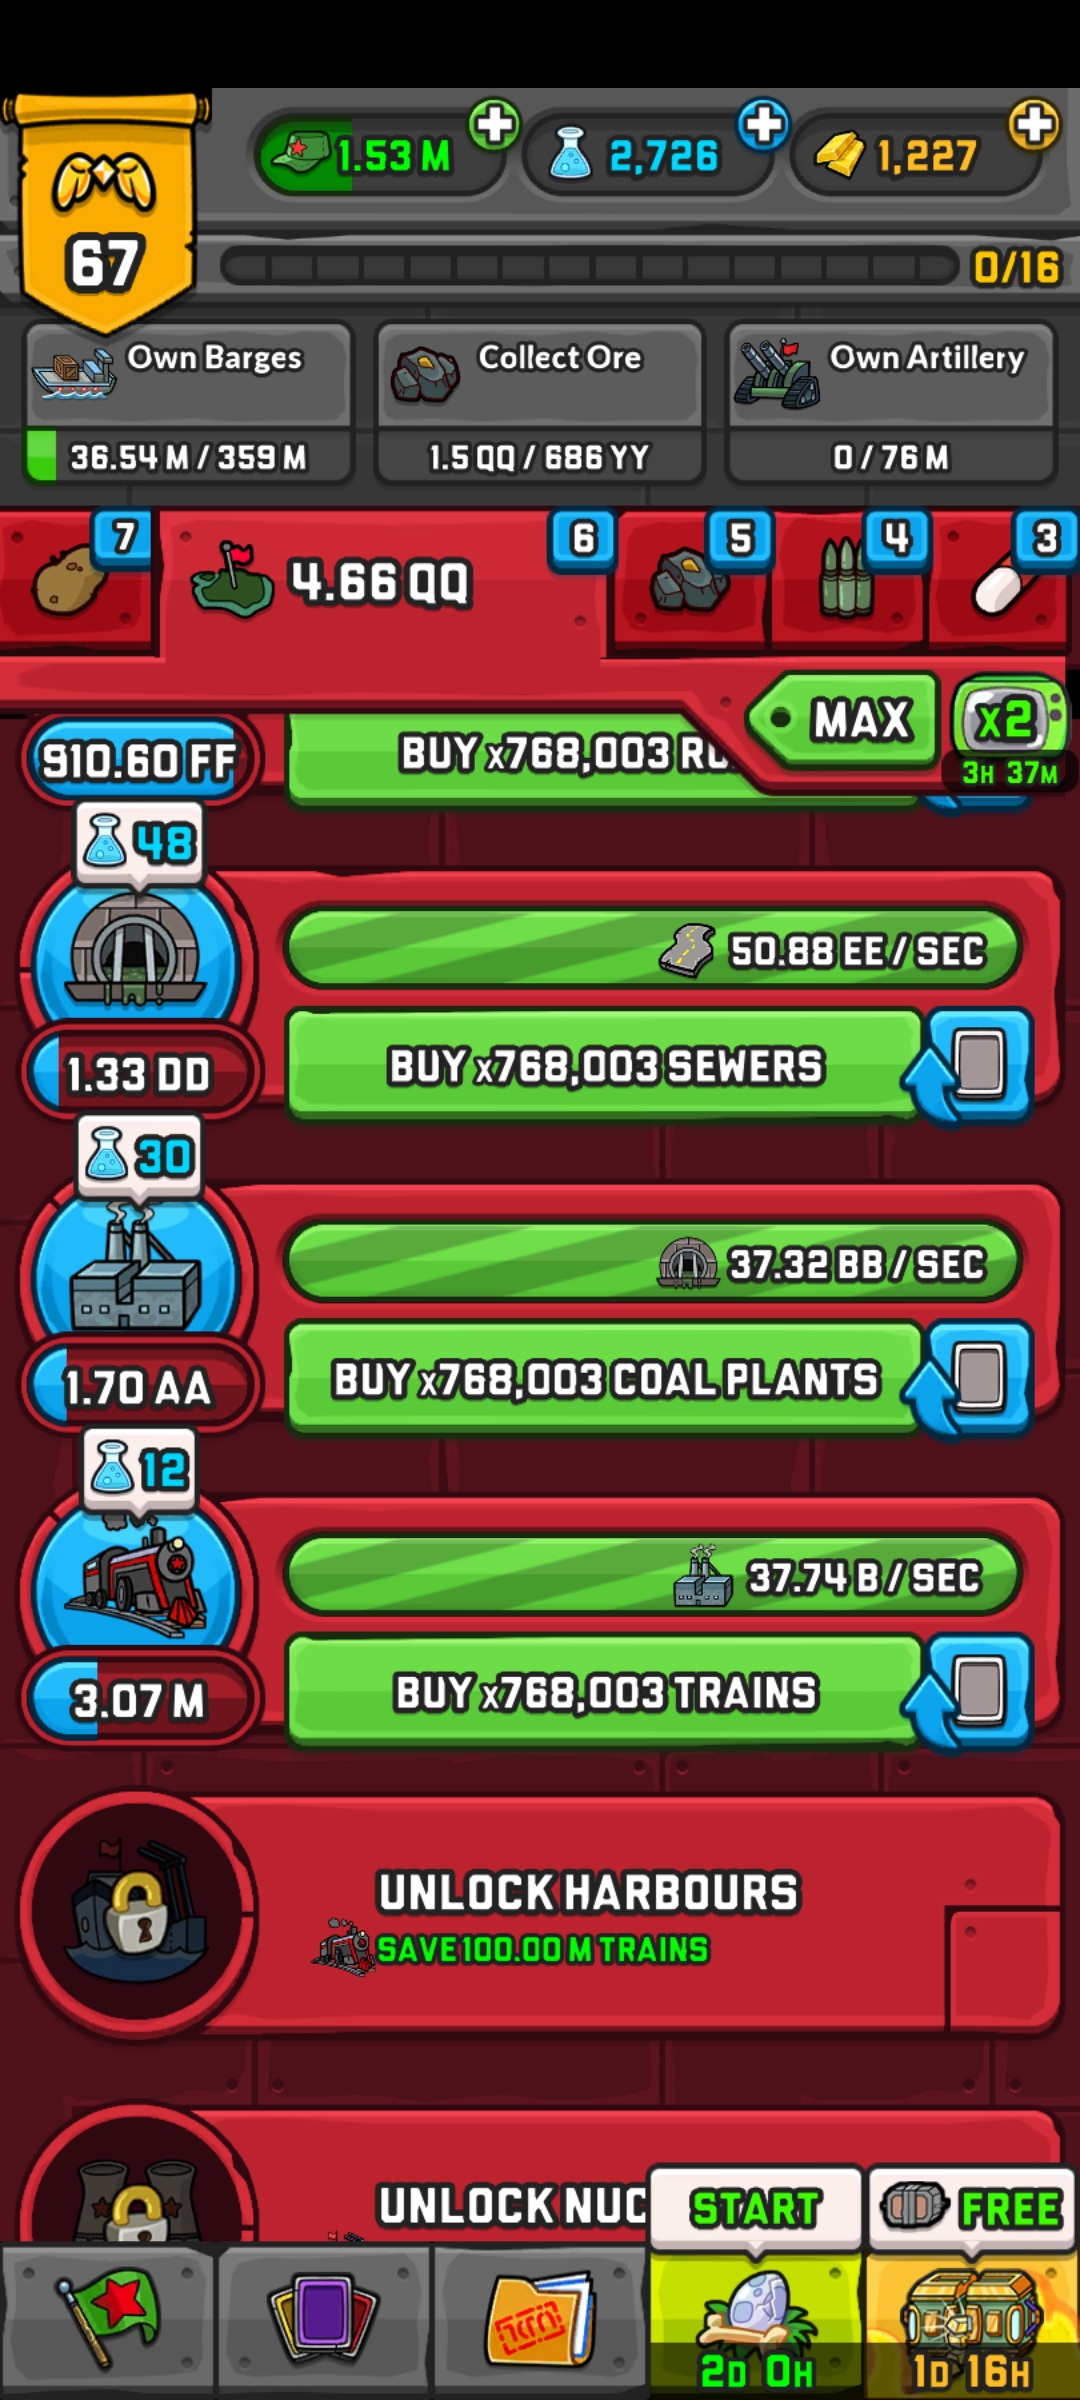 1.53 M
2,726
1,227
67
0/16
Own Barges
Collect Ore
Own Artillery
36.54 M / 359 M
1.5 QQ / 686 YY
0 / 76 M
7
4.66 QQ
6
5
4
3
MAX
x2
3H 37M
910.60 FF
BUY x768,003
48
50.88 EE / SEC
BUY x768,003 SEWERS
1.33 DD
30
37.32 BB / SEC
BUY x768,003 COAL PLANTS
1.70 AA
12
37.74 B / SEC
BUY x768,003 TRAINS
3.07 M
UNLOCK HARBOURS
SAVE 100.00 M TRAINS
UNLOCK NUC
START
FREE
2D 0H
1D 16H